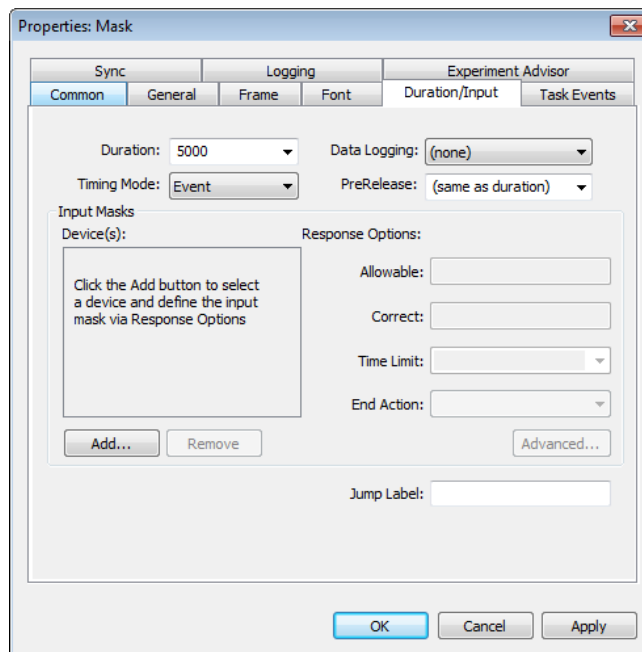 Properties: Mask
Sync Logging Experiment Advisor
Common General Frame Font Duration/Input Task Events
Duration: 5000 Data Logging: (none)
Timing Mode: Event PreRelease: (same as duration)
Input Masks
Device(s): Response Options:
Click the Add button to select
a device and define the input
mask via Response Options
Allowable:
Correct:
Time Limit:
End Action:
Add... Remove Advanced...
Jump Label:
OK Cancel Apply